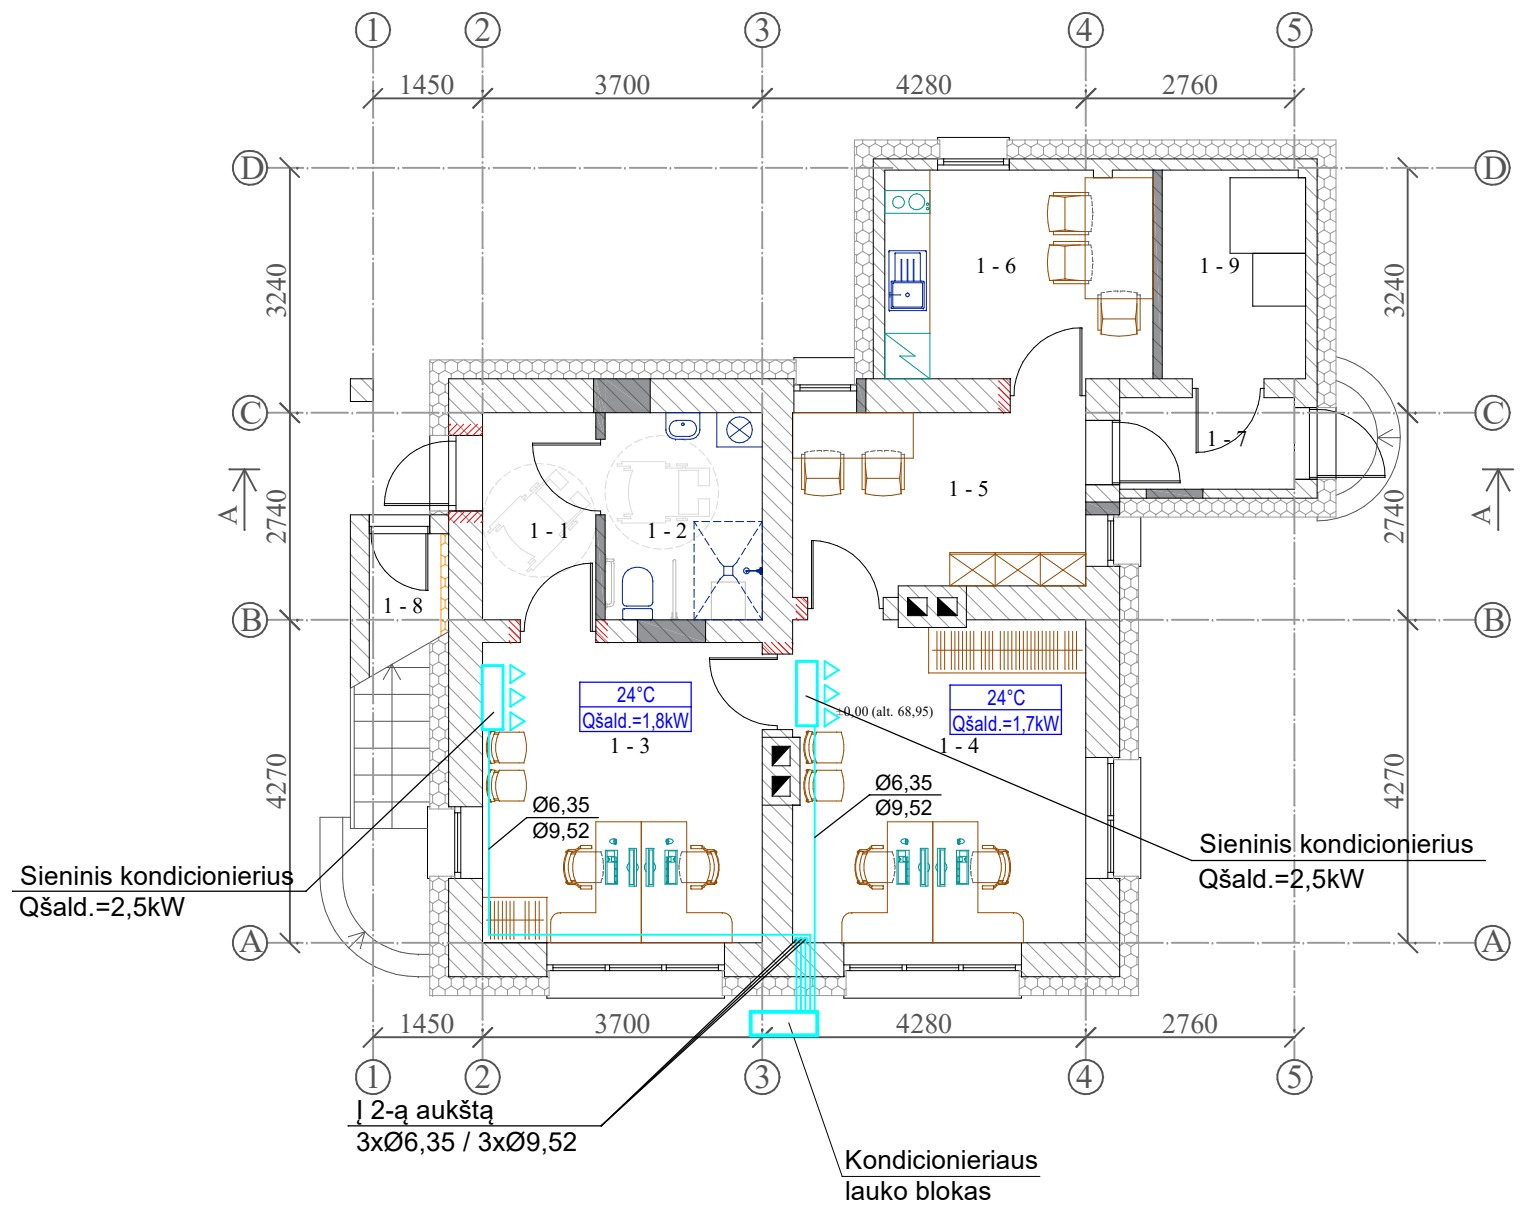 1 2 3 4 5
1450 3700 4280 2760
D D
3240 3240
1 - 6 1 - 9
C C
1 - 7
A A
2740 2740
1 - 5
1 - 1 1 - 2
1 - 8
B B
24°C
Qšald.=1,8kW
1 - 3
24°C
Qšald.=1,7kW
±0,00 (alt. 68,95)
1 - 4
4270 4270
Ø6,35
Ø9,52
Ø6,35
Ø9,52
Sieninis kondicionierius
Qšald.=2,5kW
Sieninis kondicionierius
Qšald.=2,5kW
A A
1450 3700 4280 2760
1 2 3 4 5
Į 2-ą aukštą
3xØ6,35 / 3xØ9,52
Kondicionieriaus
lauko blokas